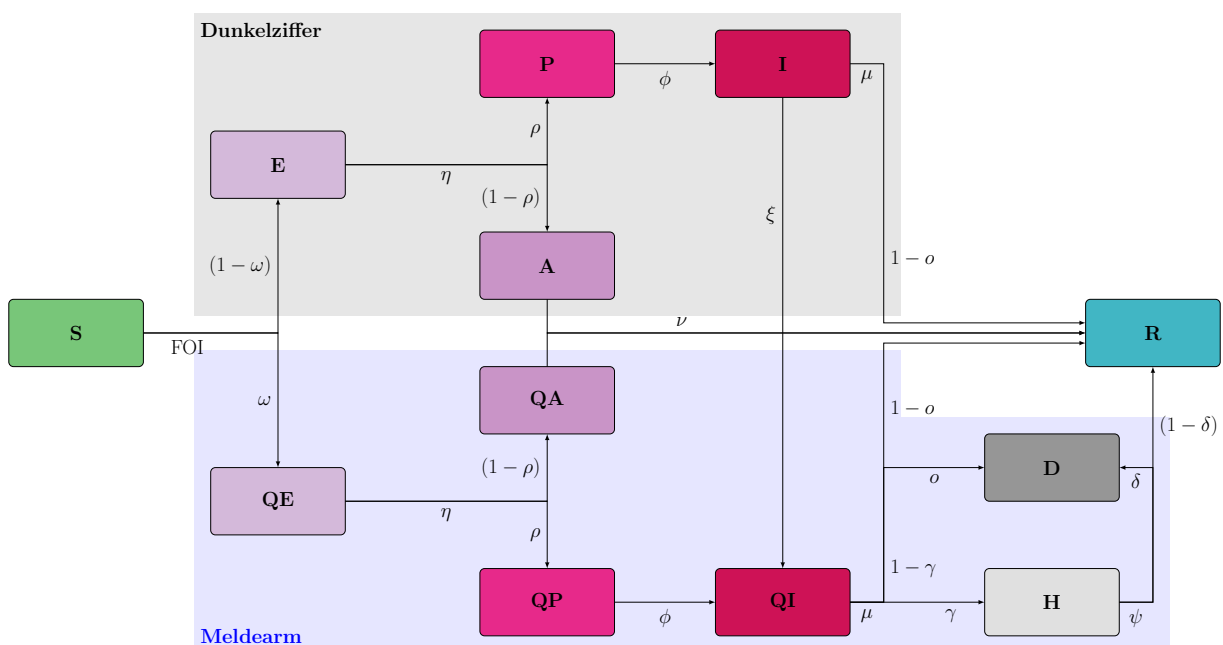 Dunkelziffer
P
ϕ
I
μ
ρ
E
η
(1 − ρ)
ξ
(1 − ω)
A
1 − o
S
FOI
ν
R
ω
QA
1 − o
(1 − δ)
(1 − ρ)
D
o
δ
QE
η
ρ
1 − γ
QP
ϕ
QI
μ
γ
H
ψ
Meldearm